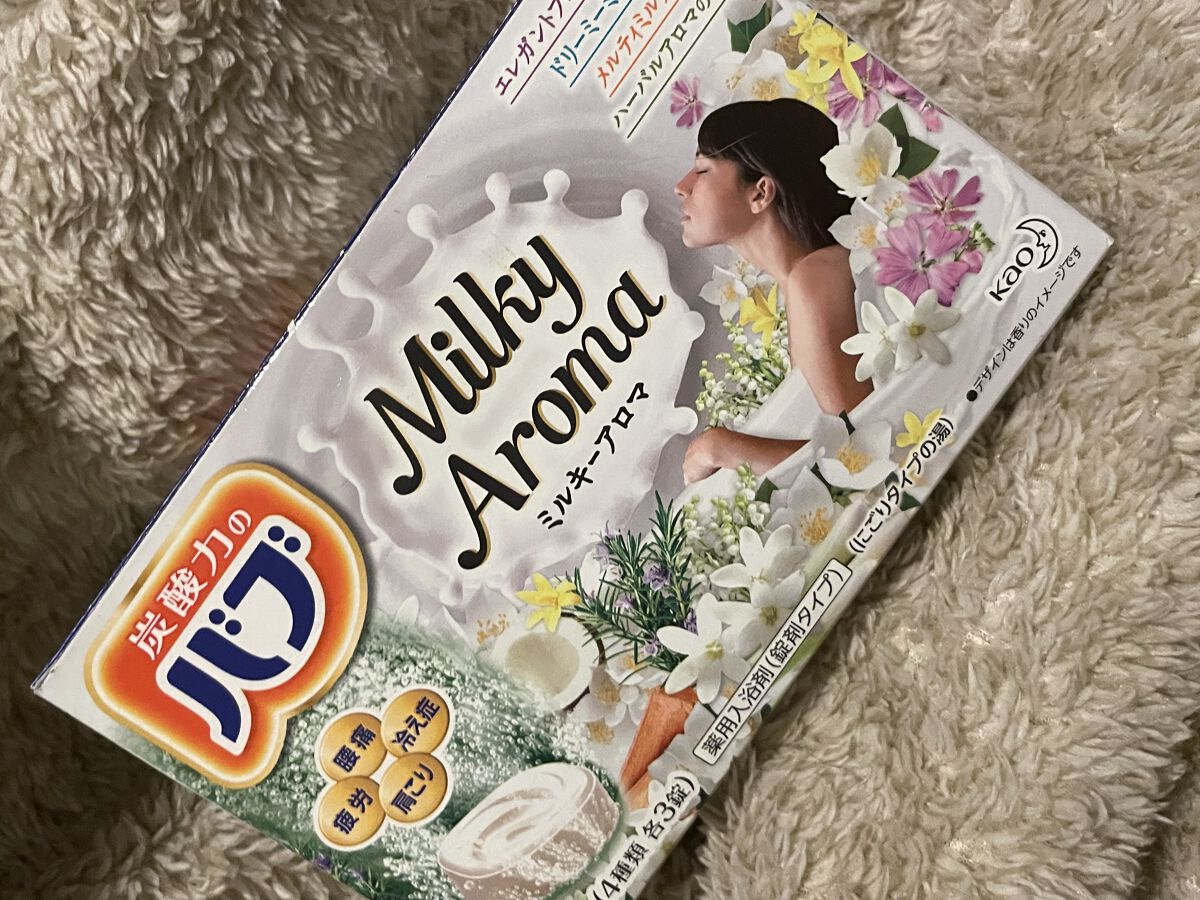 エレガントフ
ドリーミー
メルティミル
ハーバルアロマの
Milky
Aroma
ミルキーアロマ
Kao
●デザインは香りのイメージです
炭酸力の
バブ
腰痛
冷え症
疲労
肩こり
薬用入浴剤(錠剤タイプ)
(にごりタイプの湯)
(4種類 各3錠)